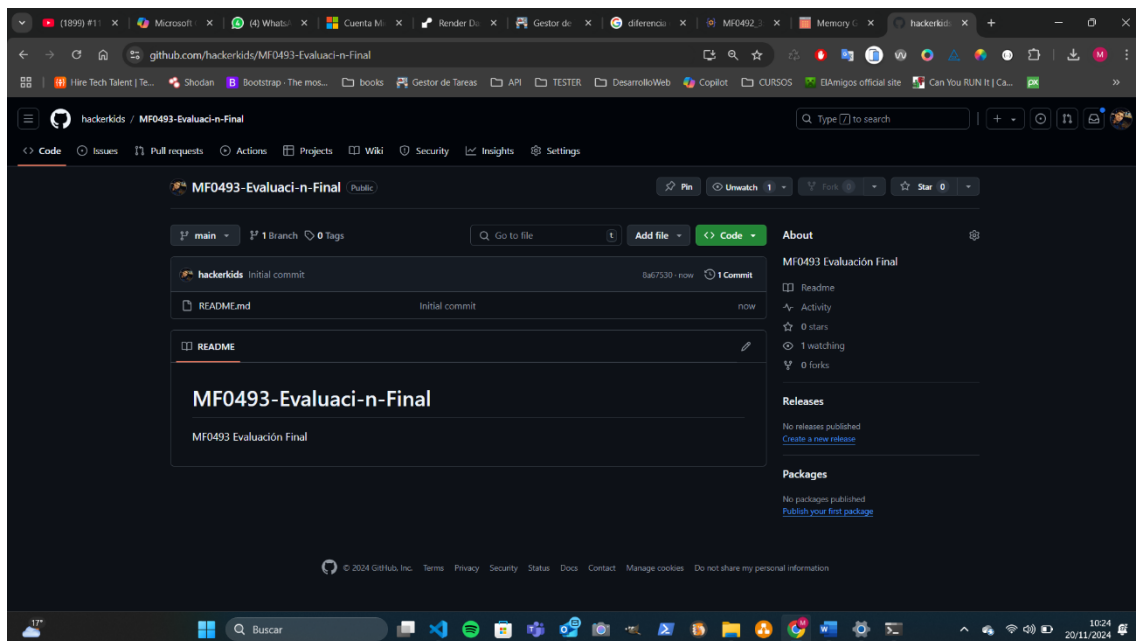 (1899) #11
Microsoft
(4) WhatsA
Cuenta Mi
Render Da
Gestor de
diferencia
MF0492_3
Memory G
hackerkids
github.com/hackerkids/MF0493-Evaluaci-n-Final
Hire Tech Talent | Te...
Shodan
Bootstrap · The mos...
books
Gestor de Tareas
API
TESTER
DesarrolloWeb
Copilot
CURSOS
ElAmigos official site
Can You RUN It | Ca...
hackerkids / MF0493-Evaluaci-n-Final
Type / to search
Code
Issues
Pull requests
Actions
Projects
Wiki
Security
Insights
Settings
MF0493-Evaluaci-n-Final Public
Pin
Unwatch 1
Fork 0
Star 0
main
1 Branch
0 Tags
Go to file
t
Add file
Code
hackerkids Initial commit
8a67530 · now
1 Commit
README.md
Initial commit
now
README
MF0493-Evaluaci-n-Final
MF0493 Evaluación Final
About
MF0493 Evaluación Final
Readme
Activity
0 stars
1 watching
0 forks
Releases
No releases published
Create a new release
Packages
No packages published
Publish your first package
© 2024 GitHub, Inc.
Terms
Privacy
Security
Status
Docs
Contact
Manage cookies
Do not share my personal information
17°
Buscar
10:24
20/11/2024